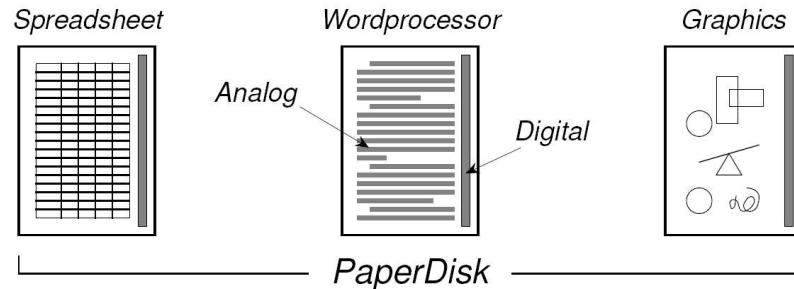 Spreadsheet
Wordprocessor
Graphics
Analog
Digital
PaperDisk